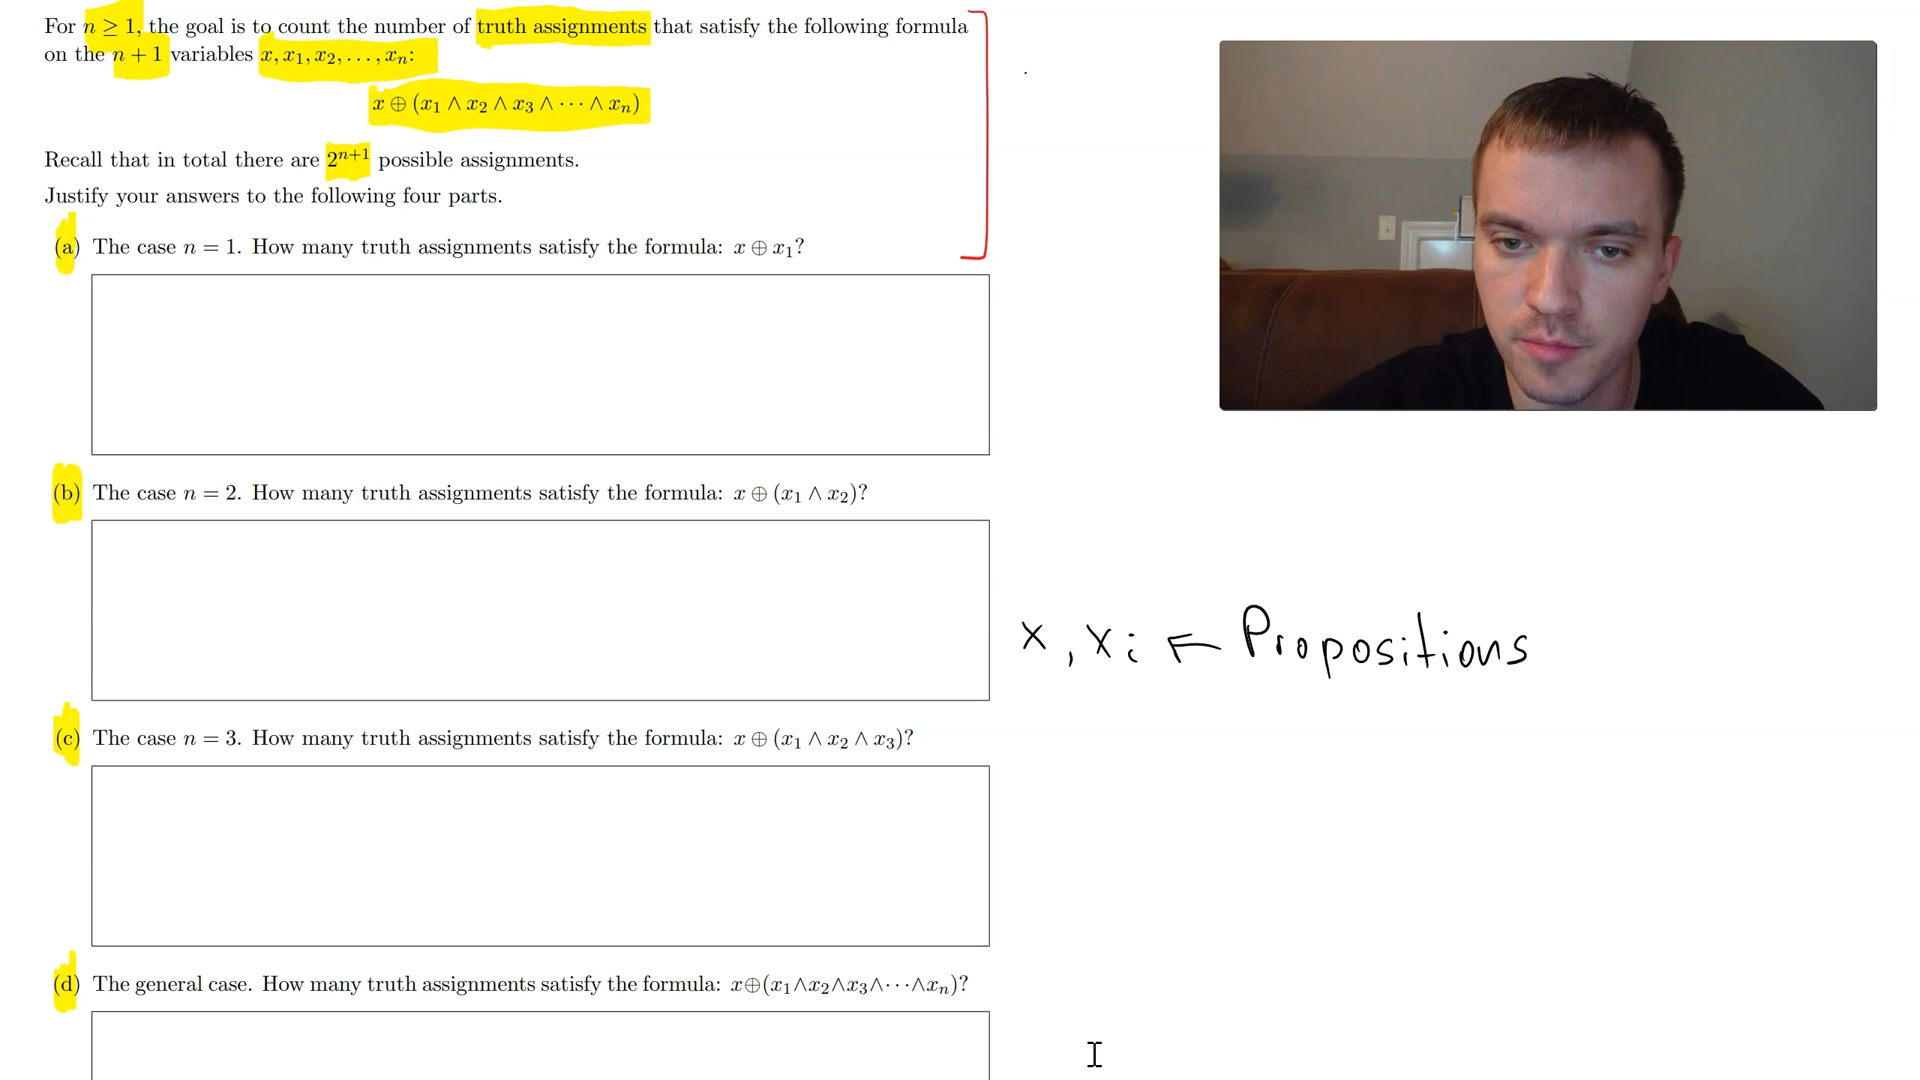 For n ≥ 1, the goal is to count the number of truth assignments that satisfy the following formula
on the n + 1 variables x, x₁, x₂, . . . , xₙ:
x ⊕ (x₁ ∧ x₂ ∧ x₃ ∧ · · · ∧ xₙ)
Recall that in total there are 2ⁿ⁺¹ possible assignments.
Justify your answers to the following four parts.
(a) The case n = 1. How many truth assignments satisfy the formula: x ⊕ x₁?
(b) The case n = 2. How many truth assignments satisfy the formula: x ⊕ (x₁ ∧ x₂)?
x, xi ← Propositions
(c) The case n = 3. How many truth assignments satisfy the formula: x ⊕ (x₁ ∧ x₂ ∧ x₃)?
(d) The general case. How many truth assignments satisfy the formula: x⊕(x₁∧x₂∧x₃∧· · ·∧xₙ)?